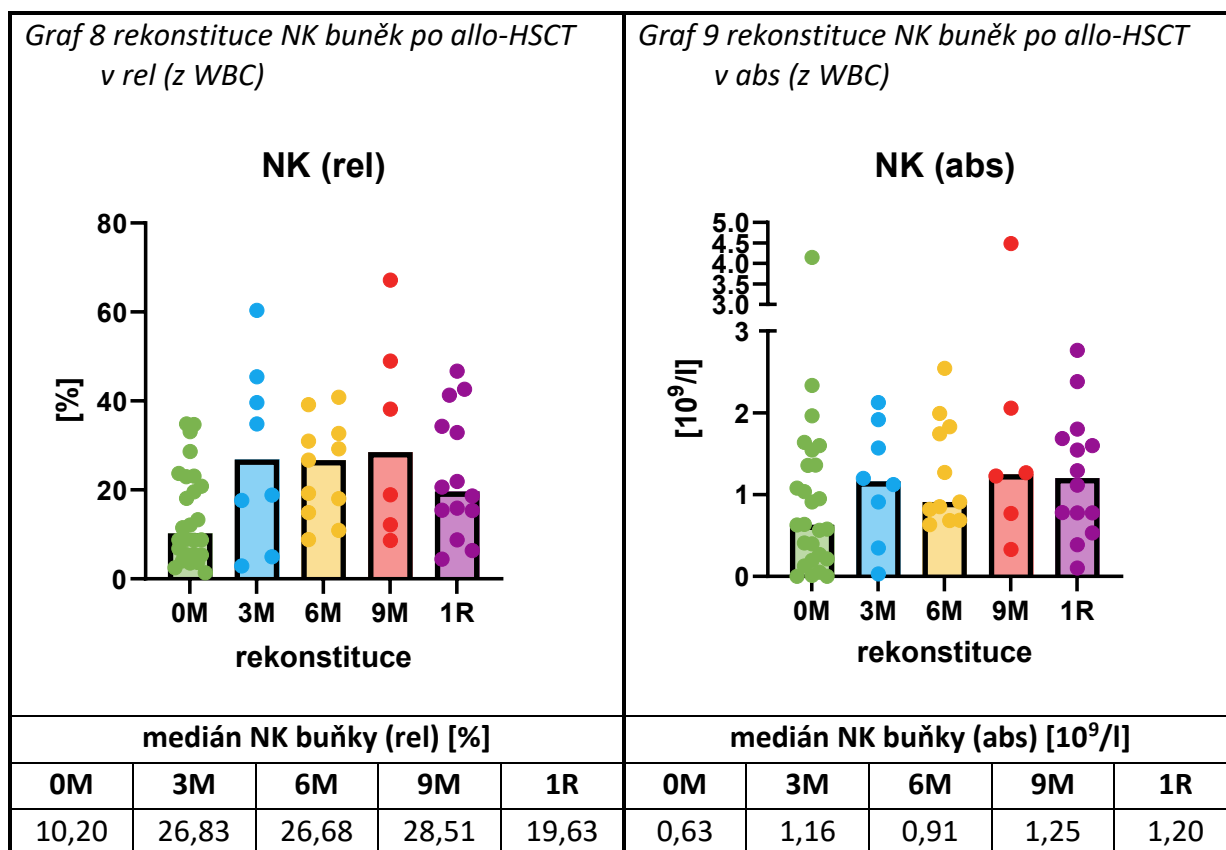 Graf 8 rekonstituce NK buněk po allo-HSCT
v rel (z WBC)
NK (rel)
80
60
40
20
0
[%]
0M 3M 6M 9M 1R
rekonstituce
Graf 9 rekonstituce NK buněk po allo-HSCT
v abs (z WBC)
NK (abs)
5.0
4.5
4.0
3.5
3.0
3
2
1
0
[10⁹/l]
0M 3M 6M 9M 1R
rekonstituce
medián NK buňky (rel) [%]
0M 3M 6M 9M 1R
10,20 26,83 26,68 28,51 19,63
medián NK buňky (abs) [10⁹/l]
0M 3M 6M 9M 1R
0,63 1,16 0,91 1,25 1,20